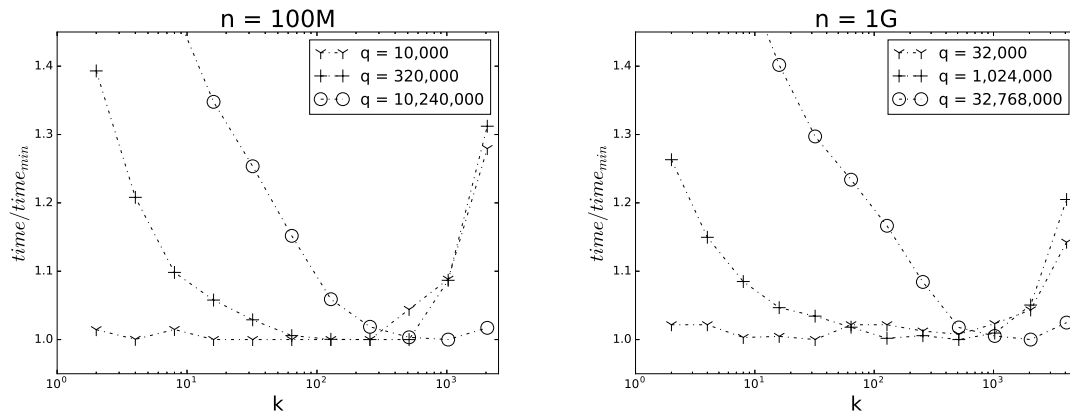 n = 100M
time/time_min
1.4
1.3
1.2
1.1
1.0
10^0
10^1
10^2
10^3
k
q = 10,000
q = 320,000
q = 10,240,000
n = 1G
time/time_min
1.4
1.3
1.2
1.1
1.0
10^0
10^1
10^2
10^3
k
q = 32,000
q = 1,024,000
q = 32,768,000